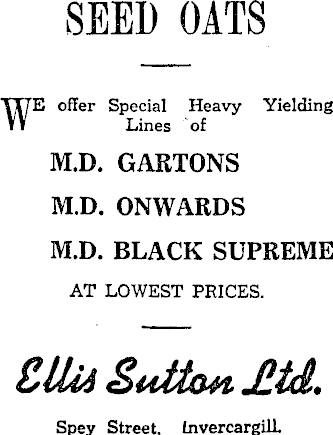 SEED OATS
WE offer Special Heavy Yielding
Lines of
M.D. GARTONS
M.D. ONWARDS
M.D. BLACK SUPREME
AT LOWEST PRICES.
Ellis Sutton Ltd.
Spey Street, Invercargill.